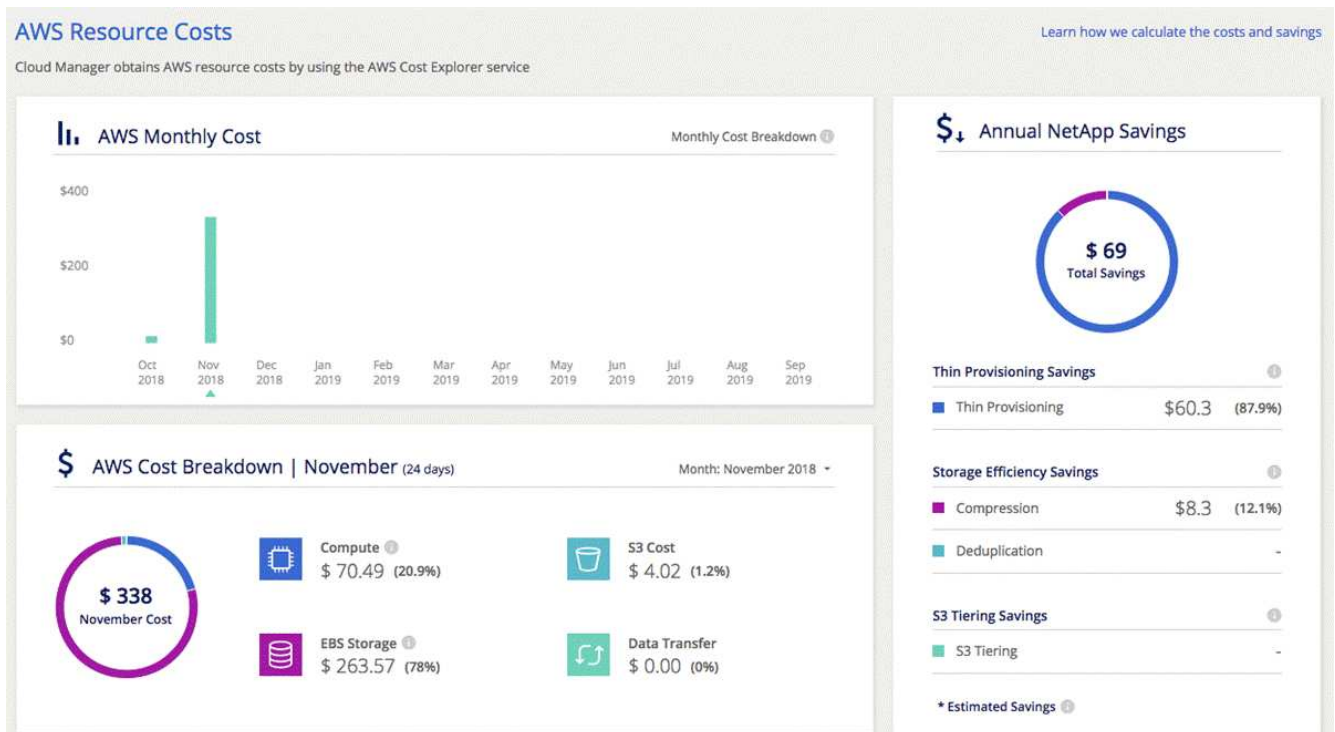 AWS Resource Costs
Learn how we calculate the costs and savings
Cloud Manager obtains AWS resource costs by using the AWS Cost Explorer service
AWS Monthly Cost
Monthly Cost Breakdown
$400
$200
$0
Oct Nov Dec Jan Feb Mar Apr May Jun Jul Aug Sep
2018 2018 2018 2019 2019 2019 2019 2019 2019 2019 2019 2019
AWS Cost Breakdown | November (24 days)
Month: November 2018
$ 338
November Cost
Compute
$ 70.49 (20.9%)
S3 Cost
$ 4.02 (1.2%)
EBS Storage
$ 263.57 (78%)
Data Transfer
$ 0.00 (0%)
Annual NetApp Savings
$ 69
Total Savings
Thin Provisioning Savings
Thin Provisioning $60.3 (87.9%)
Storage Efficiency Savings
Compression $8.3 (12.1%)
Deduplication -
S3 Tiering Savings
S3 Tiering -
* Estimated Savings